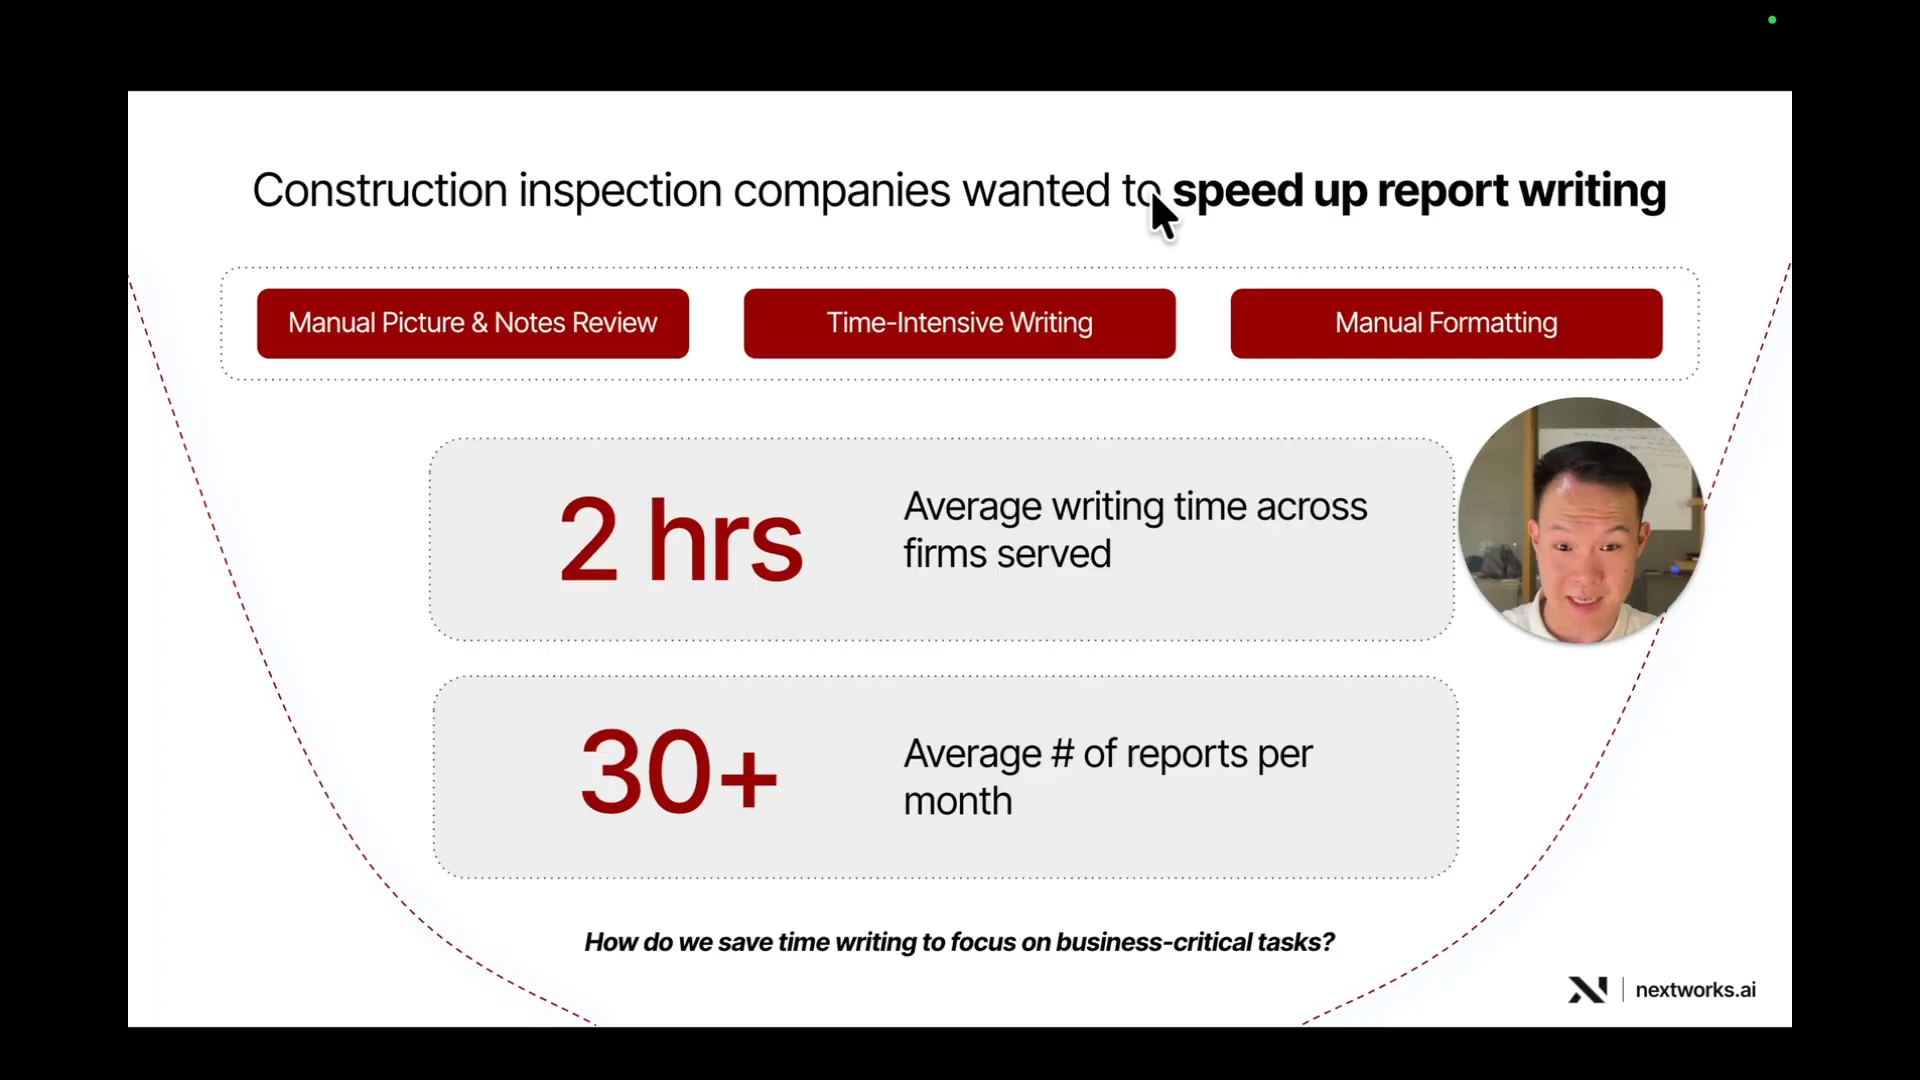 Construction inspection companies wanted to speed up report writing
Manual Picture & Notes Review
Time-Intensive Writing
Manual Formatting
2 hrs
Average writing time across
firms served
30+
Average # of reports per
month
How do we save time writing to focus on business-critical tasks?
nextworks.ai